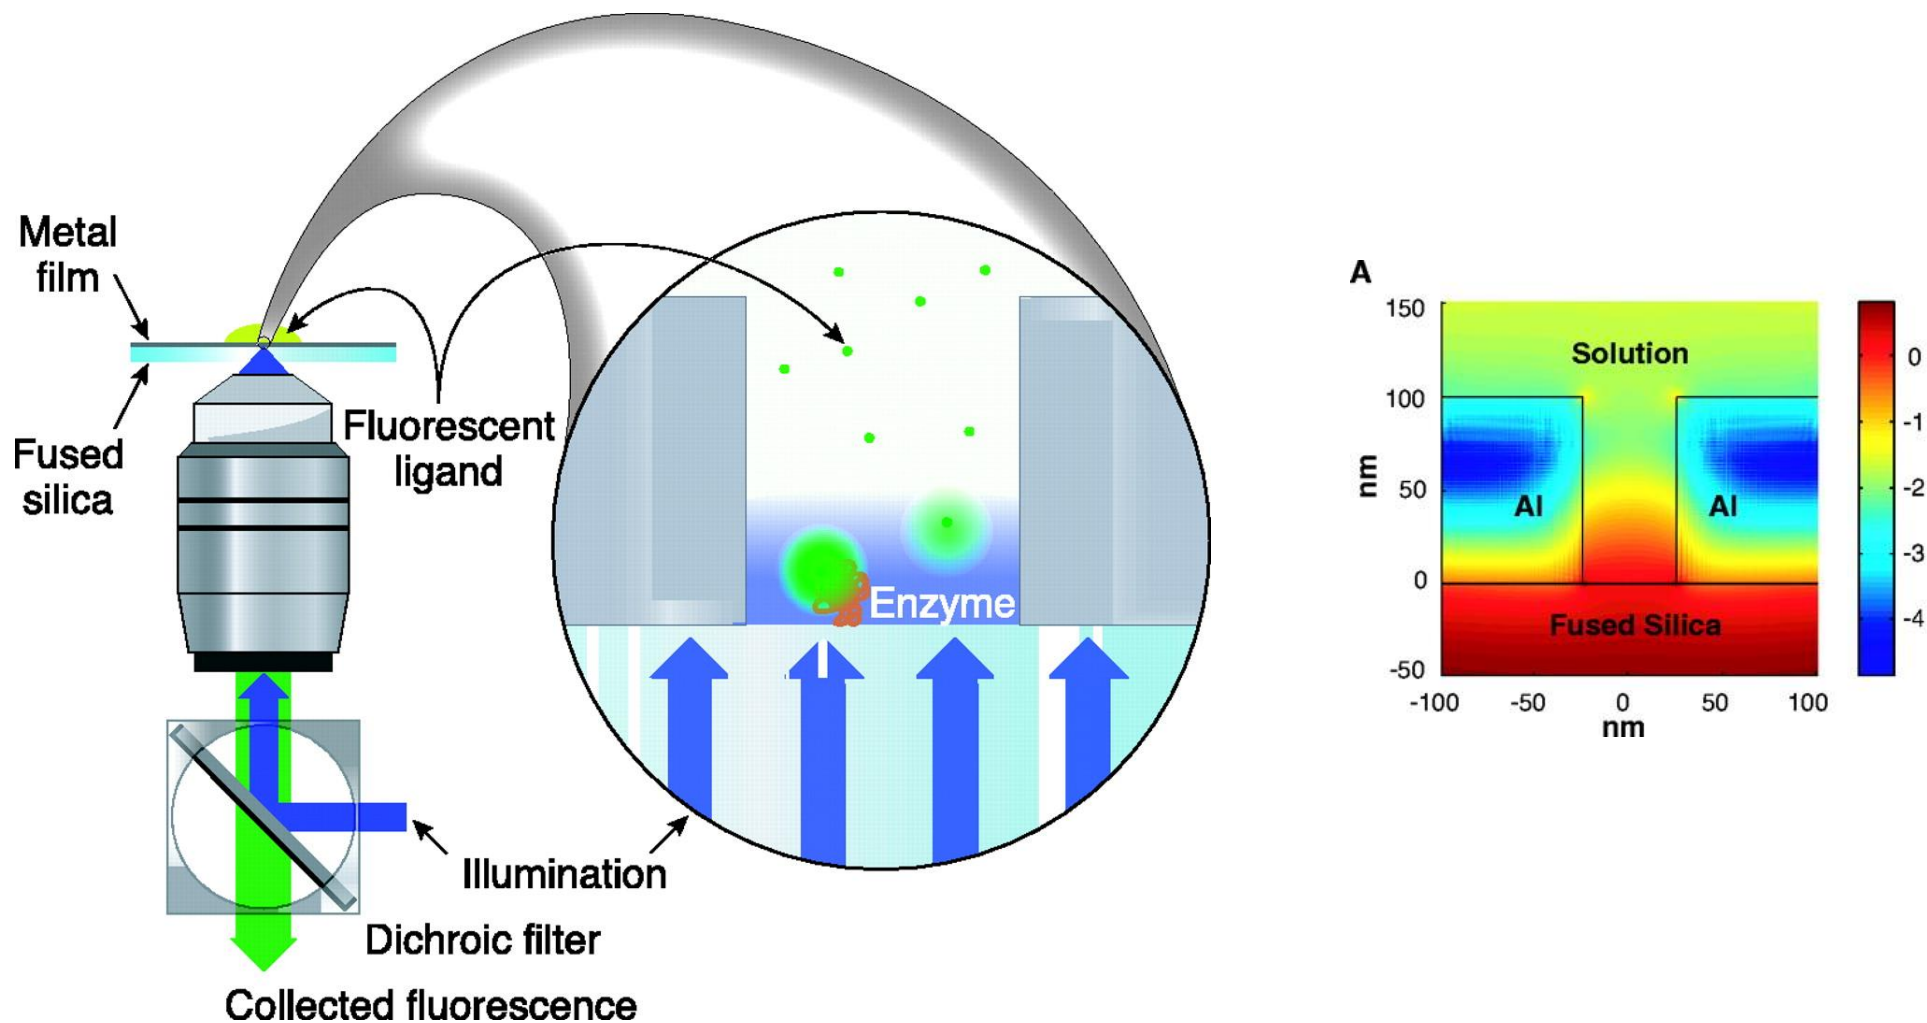 Metal
film
Fused
silica
Fluorescent
ligand
Enzyme
Illumination
Dichroic filter
Collected fluorescence
A
150
100
50
0
-50
nm
-100
-50
0
50
100
nm
Solution
Al
Al
Fused Silica
0
-1
-2
-3
-4